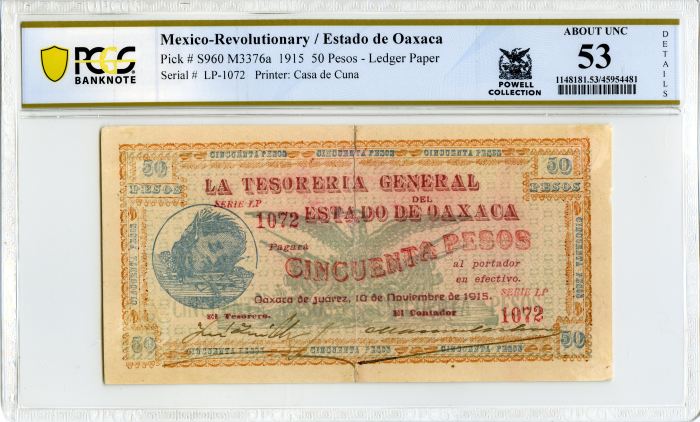 PCGS
BANKNOTE
Mexico-Revolutionary / Estado de Oaxaca
Pick # S960 M3376a 1915 50 Pesos - Ledger Paper
Serial # LP-1072 Printer: Casa de Cuna
POWELL
COLLECTION
ABOUT UNC
53
1148181.53/45954481
DETAILS
CINCUENTA PESOS CINCUENTA PESOS CINCUENTA PESOS
50 50
PESOS PESOS
LA TESORERIA GENERAL
SERIE LP DEL
1072 ESTADO DE OAXACA
Pagará CINCUENTA PESOS
al portador
en efectivo.
Oaxaca de Juarez, 10 de Noviembre de 1915.
SERIE LP
El Tesorero. El Contador
1072
50 50
CINCUENTA PESOS CINCUENTA PESOS CINCUENTA PESOS
CINCUENTA PESOS
CINCUENTA PESOS